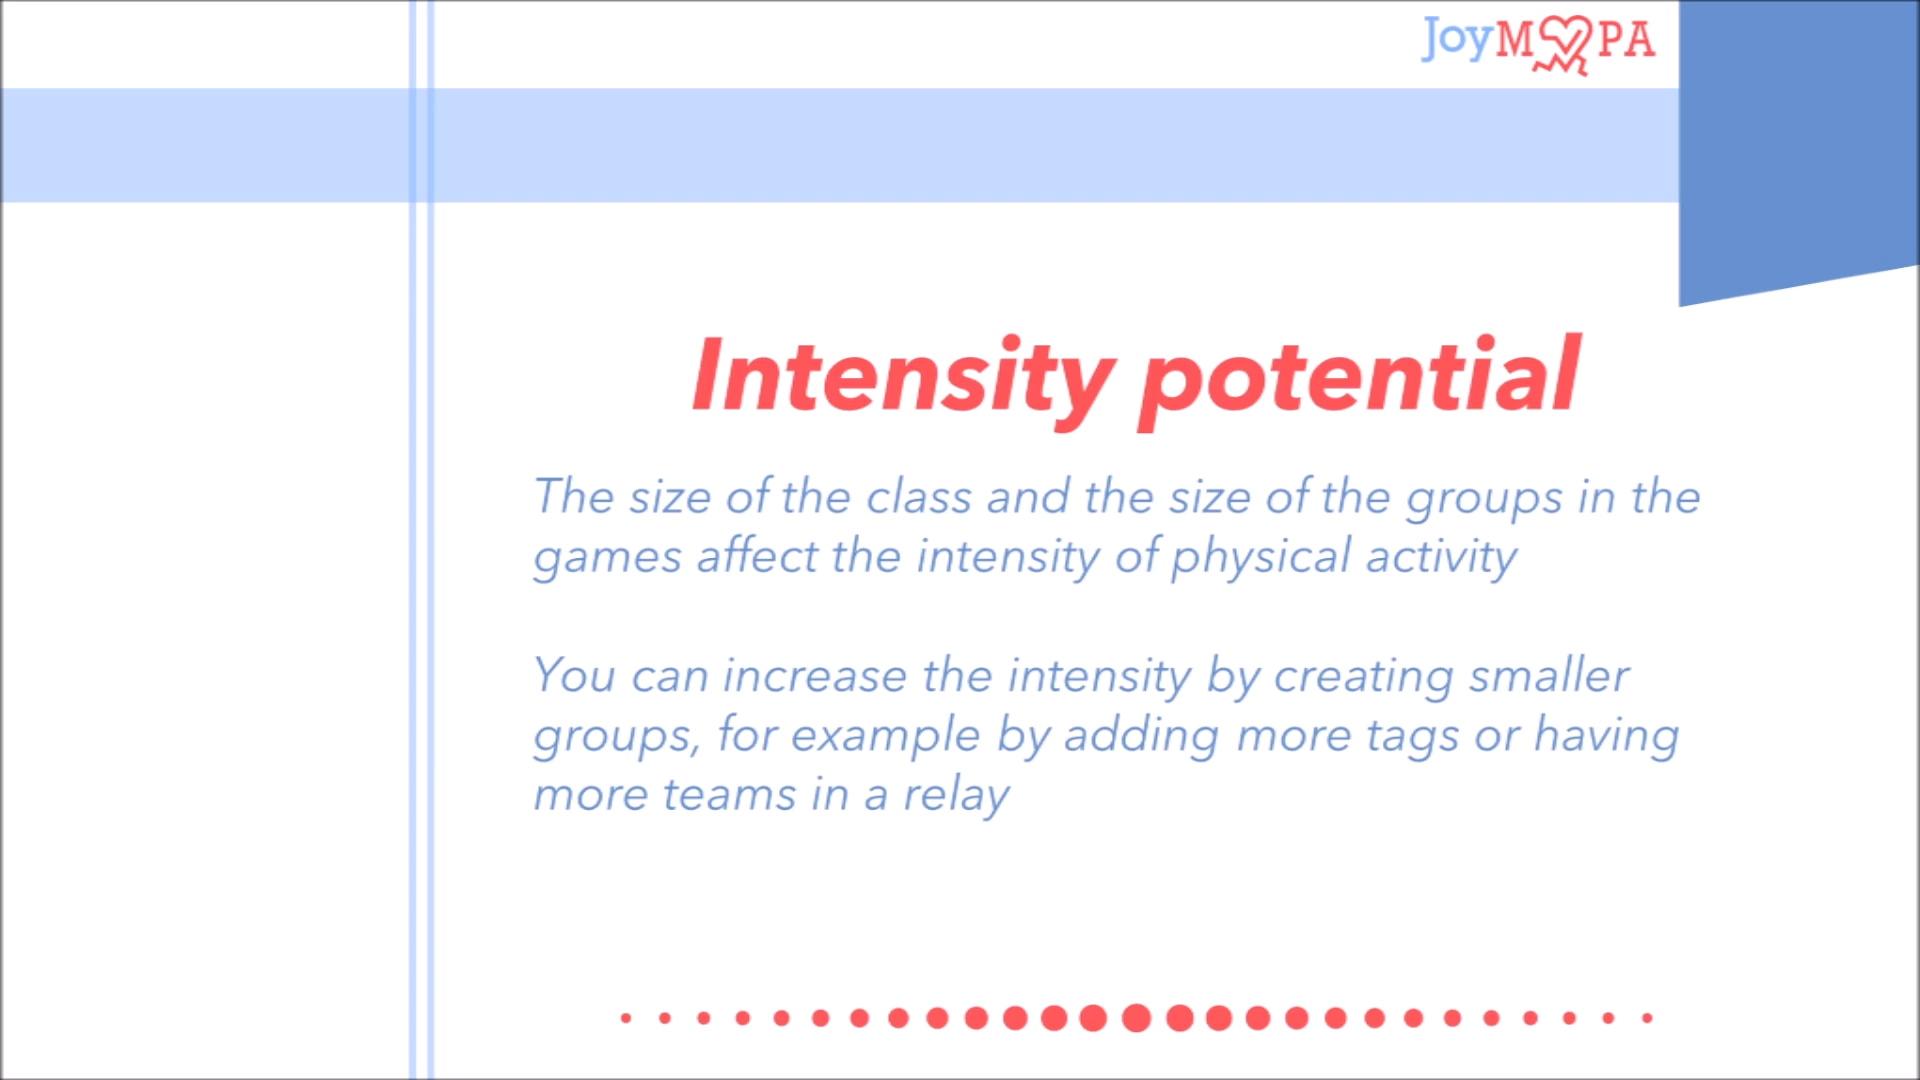 JoyMOPA
Intensity potential
The size of the class and the size of the groups in the
games affect the intensity of physical activity
You can increase the intensity by creating smaller
groups, for example by adding more tags or having
more teams in a relay